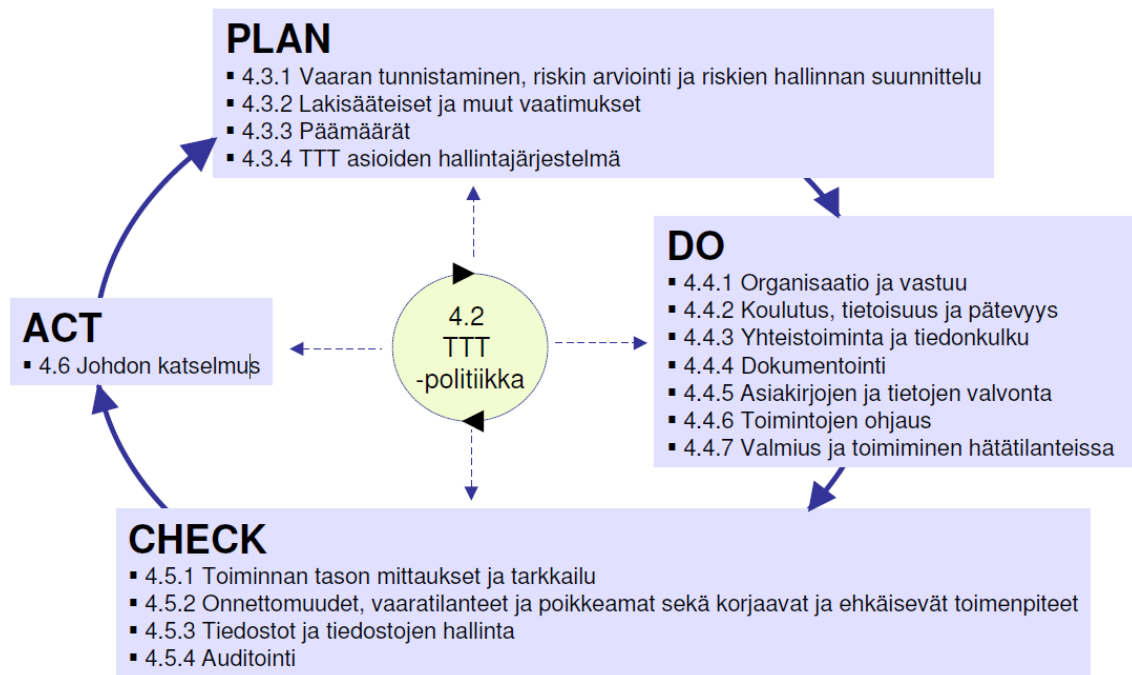 PLAN
▪ 4.3.1 Vaaran tunnistaminen, riskin arviointi ja riskien hallinnan suunnittelu
▪ 4.3.2 Lakisääteiset ja muut vaatimukset
▪ 4.3.3 Päämäärät
▪ 4.3.4 TTT asioiden hallintajärjestelmä
DO
▪ 4.4.1 Organisaatio ja vastuu
▪ 4.4.2 Koulutus, tietoisuus ja pätevyys
▪ 4.4.3 Yhteistoiminta ja tiedonkulku
▪ 4.4.4 Dokumentointi
▪ 4.4.5 Asiakirjojen ja tietojen valvonta
▪ 4.4.6 Toimintojen ohjaus
▪ 4.4.7 Valmius ja toimiminen hätätilanteissa
4.2
TTT
-politiikka
ACT
▪ 4.6 Johdon katselmus
CHECK
▪ 4.5.1 Toiminnan tason mittaukset ja tarkkailu
▪ 4.5.2 Onnettomuudet, vaaratilanteet ja poikkeamat sekä korjaavat ja ehkäisevät toimenpiteet
▪ 4.5.3 Tiedostot ja tiedostojen hallinta
▪ 4.5.4 Auditointi